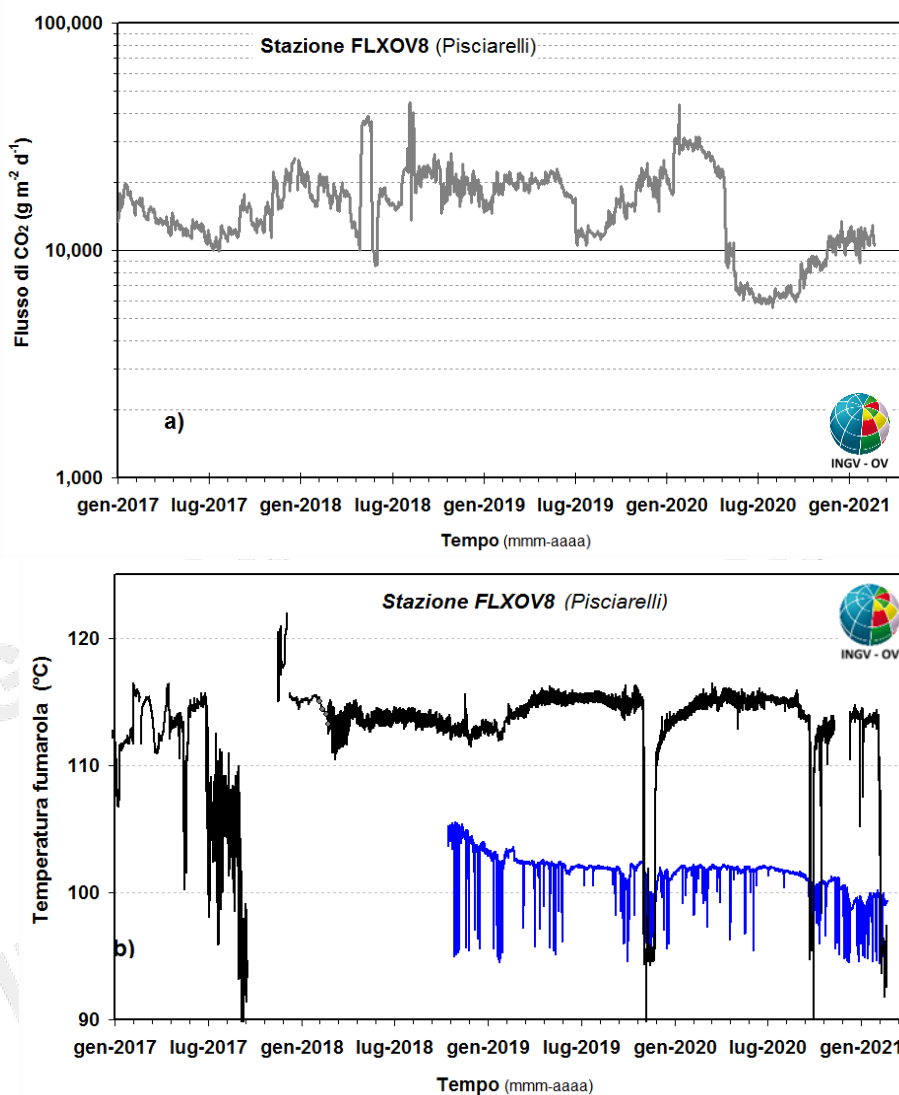 100,000
Stazione FLXOV8 (Pisciarelli)
Flusso di CO2 (g m-2 d-1)
10,000
a)
INGV - OV
1,000
gen-2017 lug-2017 gen-2018 lug-2018 gen-2019 lug-2019 gen-2020 lug-2020 gen-2021
Tempo (mmm-aaaa)
Stazione FLXOV8 (Pisciarelli)
INGV - OV
120
Temperatura fumarola (°C)
110
100
b)
90
gen-2017 lug-2017 gen-2018 lug-2018 gen-2019 lug-2019 gen-2020 lug-2020 gen-2021
Tempo (mmm-aaaa)